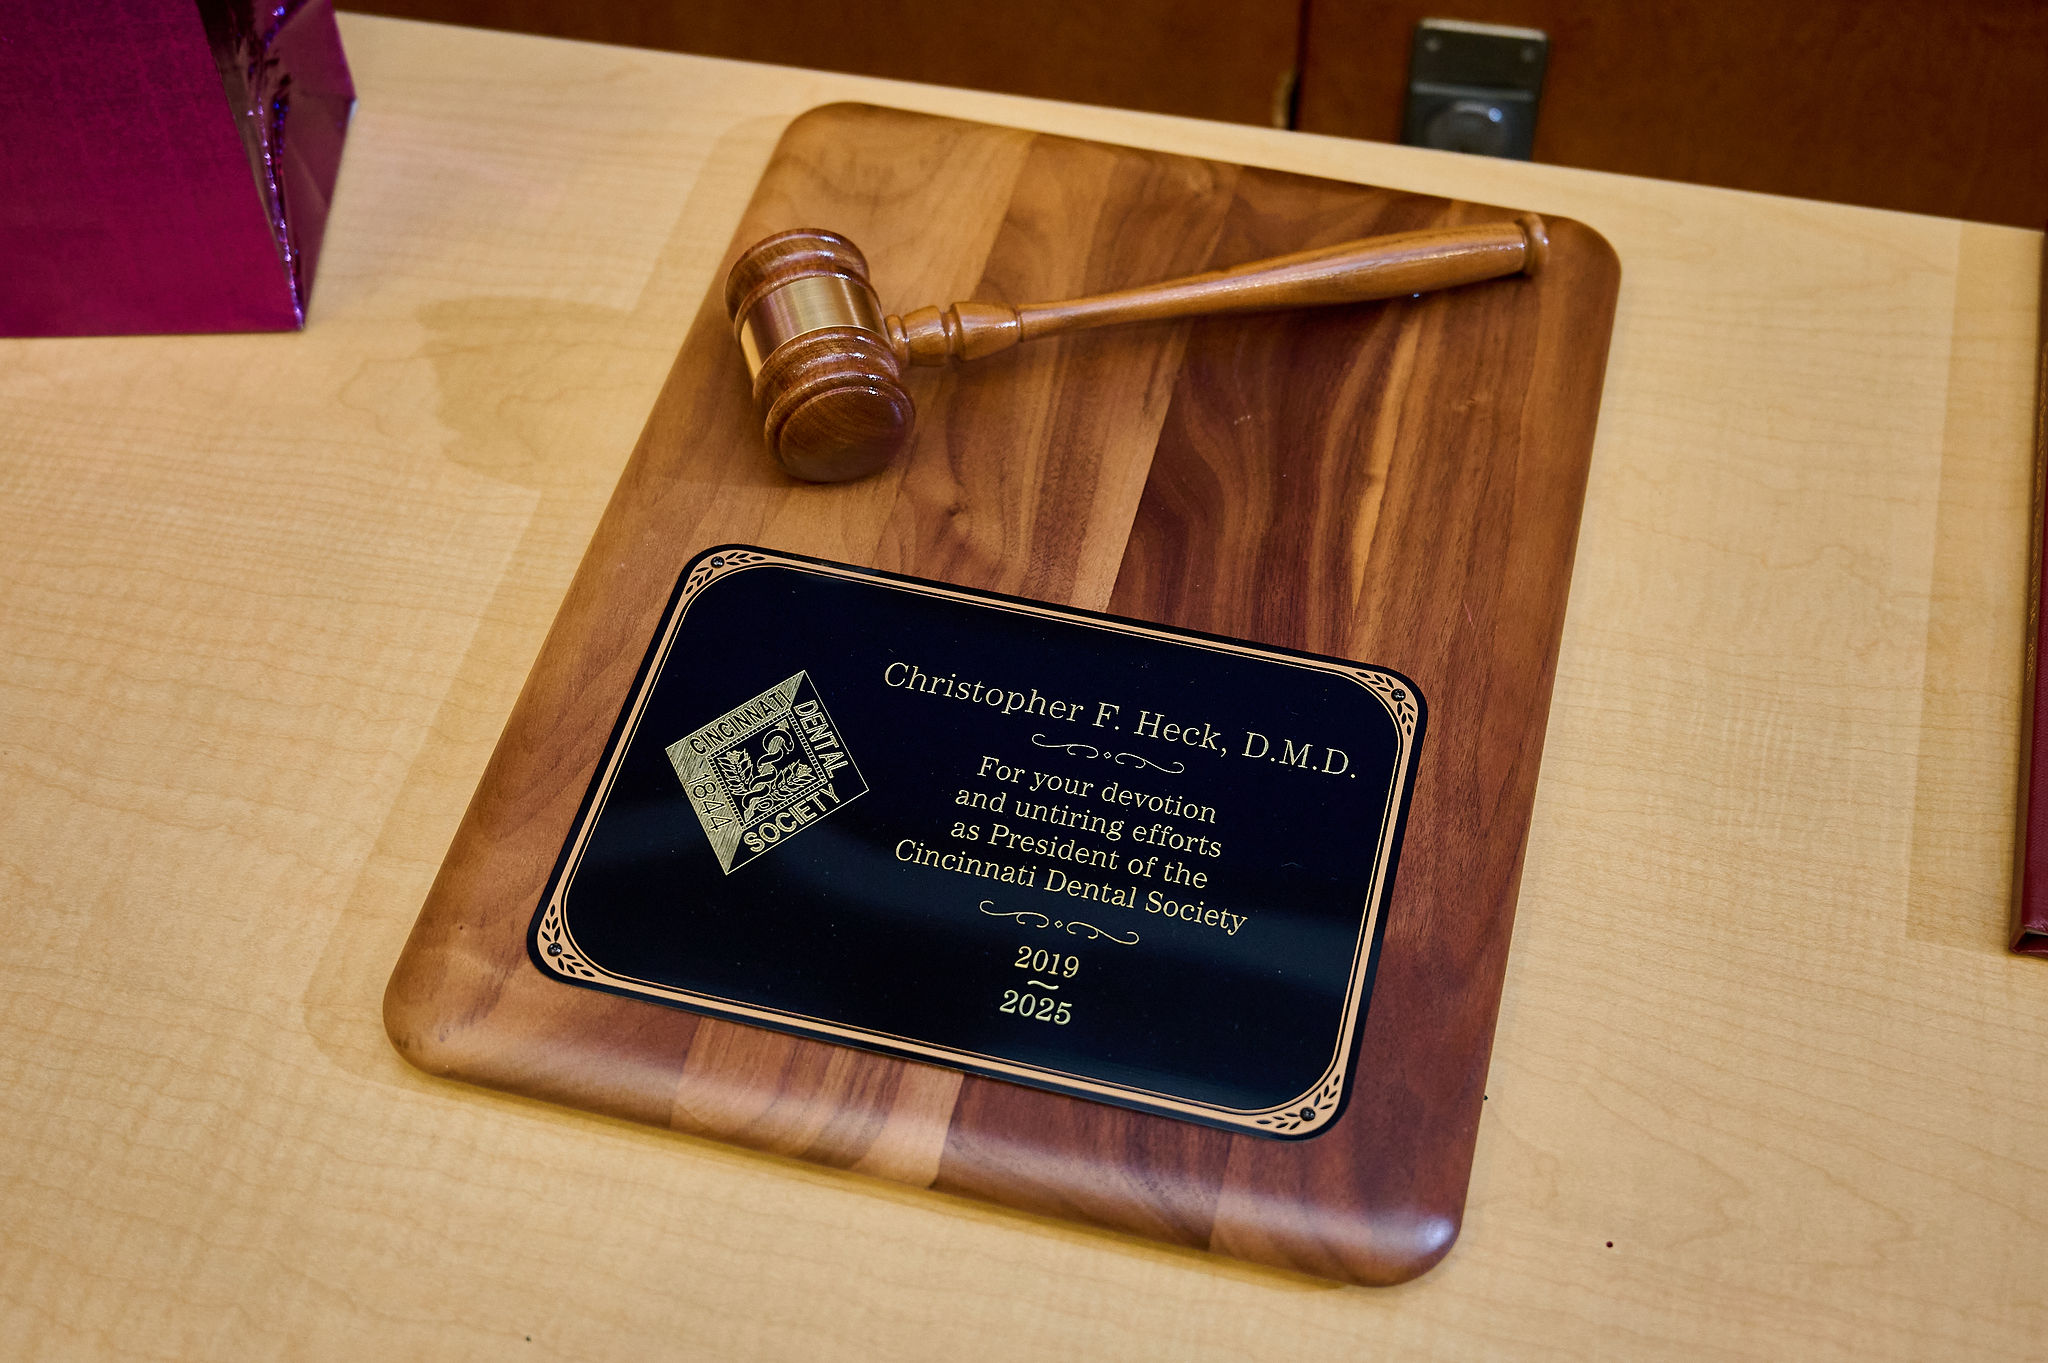 CINCINNATI
DENTAL
SOCIETY
1844
Christopher F. Heck, D.M.D.
For your devotion
and untiring efforts
as President of the
Cincinnati Dental Society
2019
~
2025